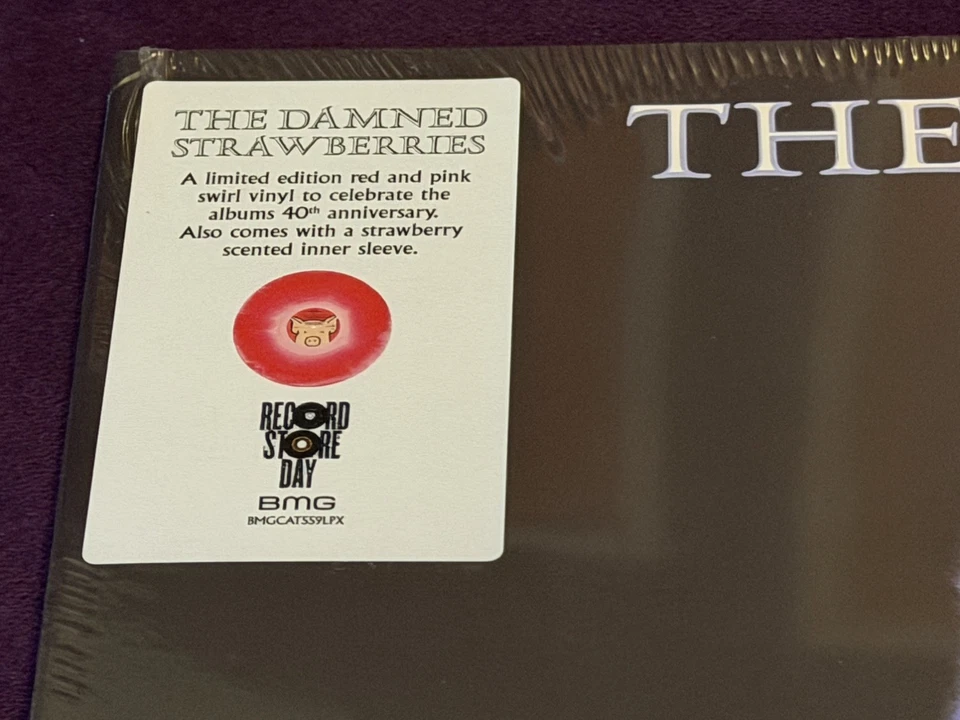 THE DAMNED
STRAWBERRIES
A limited edition red and pink
swirl vinyl to celebrate the
albums 40th anniversary.
Also comes with a strawberry
scented inner sleeve.
RECORD
STORE
DAY
BMG
BMGCAT559LPX
THE